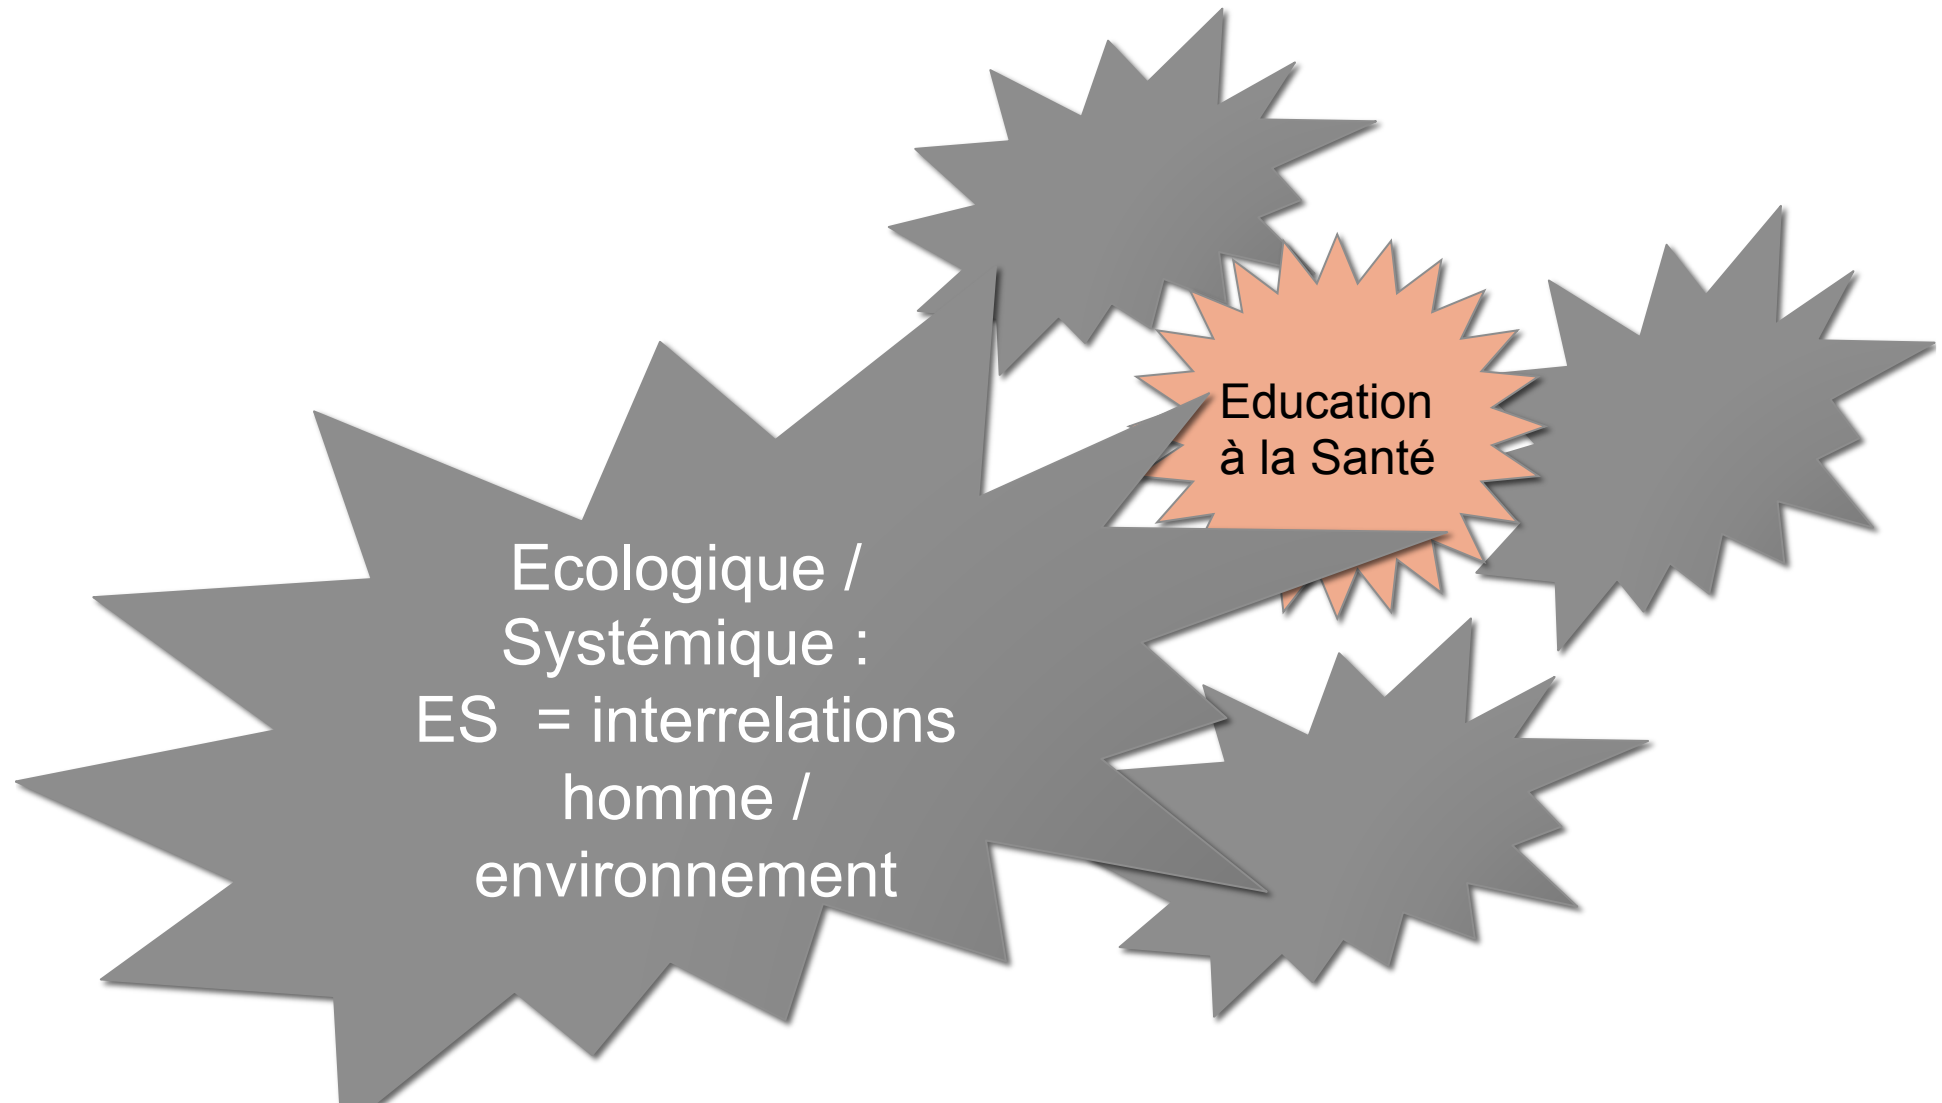 Education
à la Santé
Ecologique /
Systémique :
ES  = interrelations
homme /
environnement